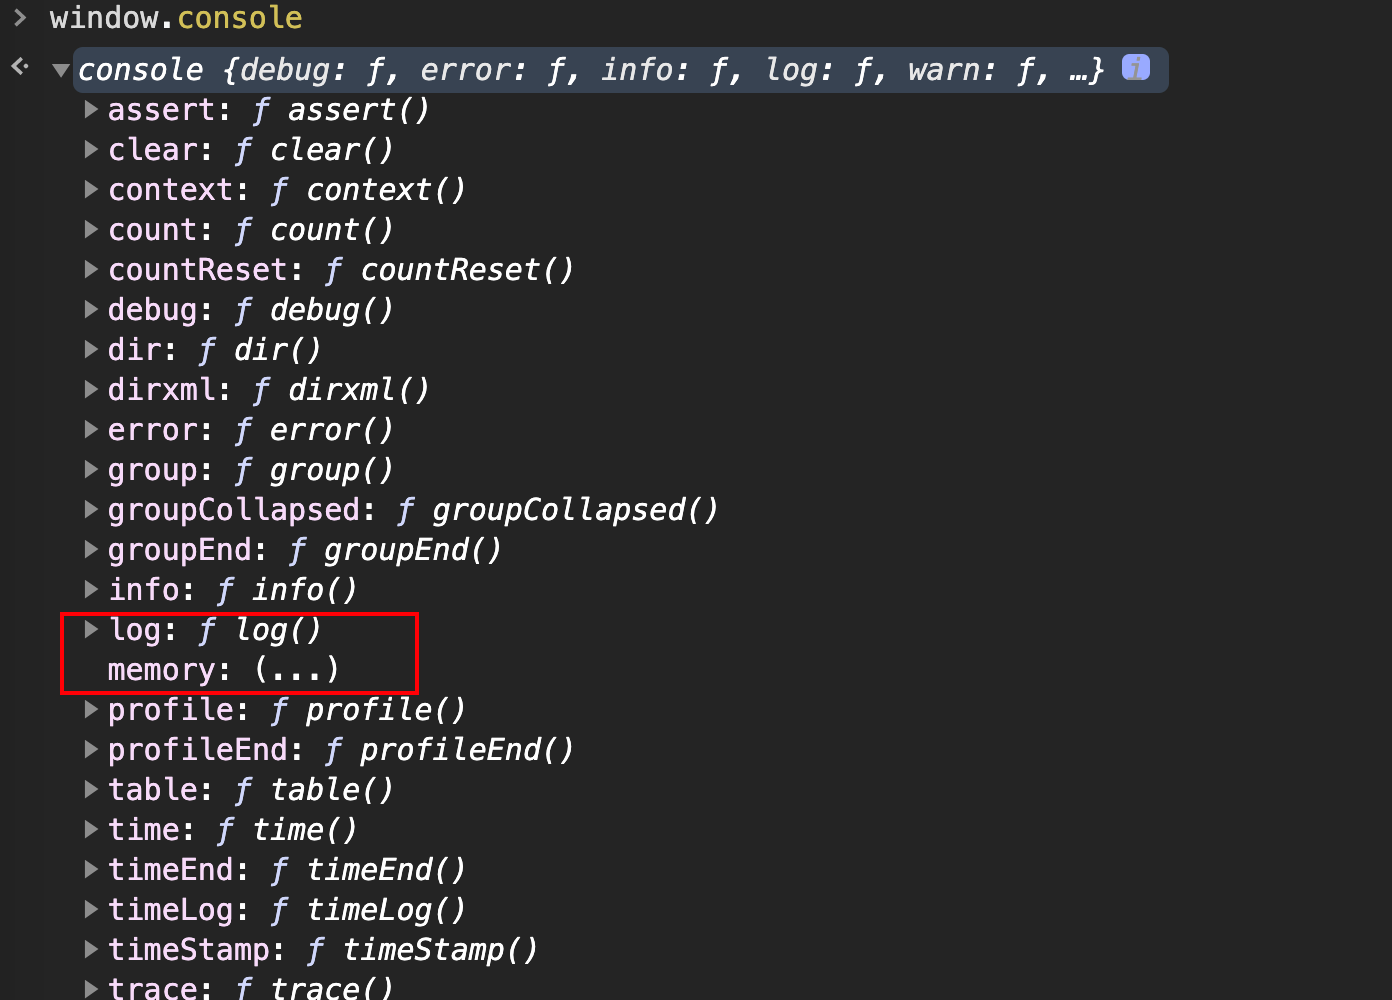 window.console
console {debug: ƒ, error: ƒ, info: ƒ, log: ƒ, warn: ƒ, …} i
assert: ƒ assert()
clear: ƒ clear()
context: ƒ context()
count: ƒ count()
countReset: ƒ countReset()
debug: ƒ debug()
dir: ƒ dir()
dirxml: ƒ dirxml()
error: ƒ error()
group: ƒ group()
groupCollapsed: ƒ groupCollapsed()
groupEnd: ƒ groupEnd()
info: ƒ info()
log: ƒ log()
memory: (...)
profile: ƒ profile()
profileEnd: ƒ profileEnd()
table: ƒ table()
time: ƒ time()
timeEnd: ƒ timeEnd()
timeLog: ƒ timeLog()
timeStamp: ƒ timeStamp()
trace: ƒ trace()